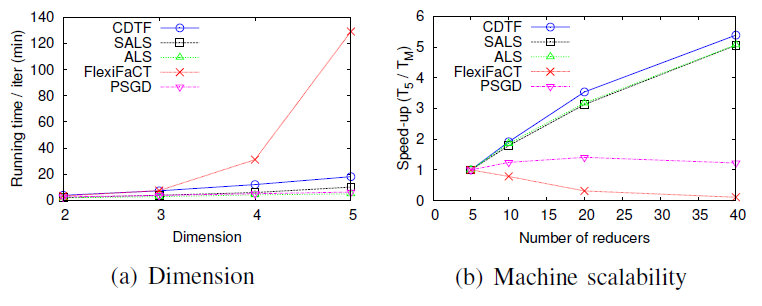 140
120
100
80
60
40
20
0
2
3
4
5
Running time / iter (min)
Dimension
CDTF
SALS
ALS
FlexiFaCT
PSGD
(a) Dimension
6
5
4
3
2
1
0
0
5
10
15
20
25
30
35
40
Speed-up (T5 / TM)
Number of reducers
CDTF
SALS
ALS
FlexiFaCT
PSGD
(b) Machine scalability